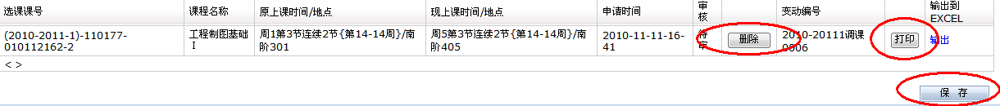 选课课号 课程名称 原上课时间/地点 现上课时间/地点 申请时间 审核 变动编号 输出到EXCEL
(2010-2011-1)-110177-010112162-2 工程制图基础 周1第3节连续2节{第14-14周}/南阶301 周5第3节连续2节{第14-14周}/南阶405 2010-11-11-16-41 待审 删除 2010-20111调课0006 打印 输出
< >
保 存